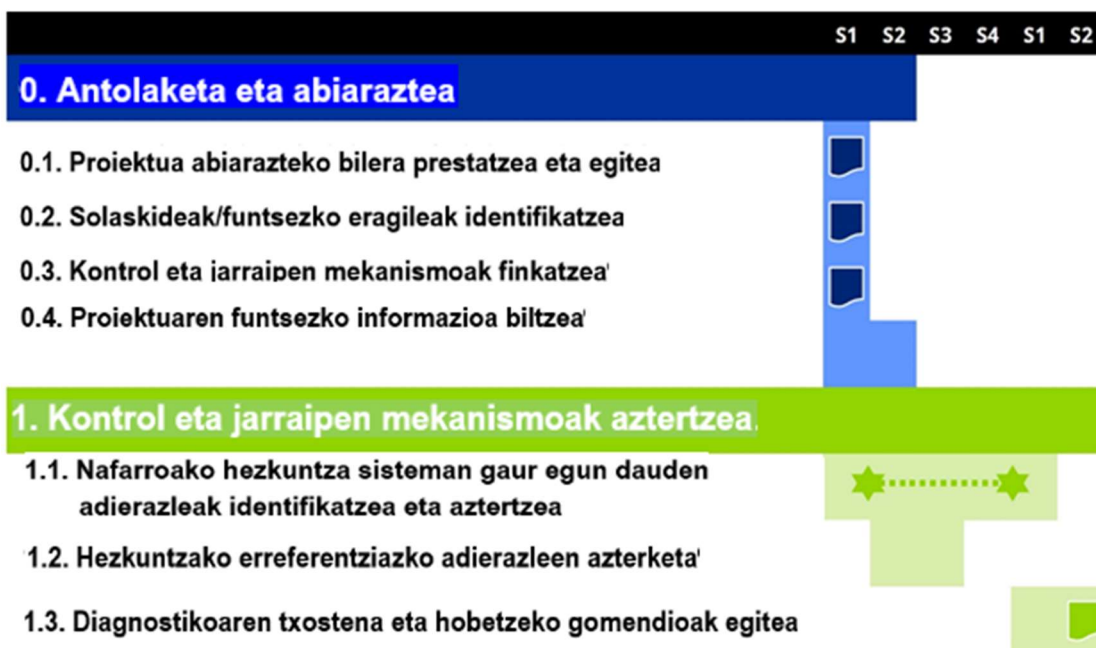 S1 S2 S3 S4 S1 S2
0. Antolaketa eta abiaraztea
0.1. Proiektua abiarazteko bilera prestatzea eta egitea
0.2. Solaskideak/funtsezko eragileak identifikatzea
0.3. Kontrol eta jarraipen mekanismoak finkatzea
0.4. Proiektuaren funtsezko informazioa biltzea
1. Kontrol eta jarraipen mekanismoak aztertzea.
1.1. Nafarroako hezkuntza sisteman gaur egun dauden
adierazleak identifikatzea eta aztertzea
1.2. Hezkuntzako erreferentziazko adierazleen azterketa
1.3. Diagnostikoaren txostena eta hobetzeko gomendioak egitea